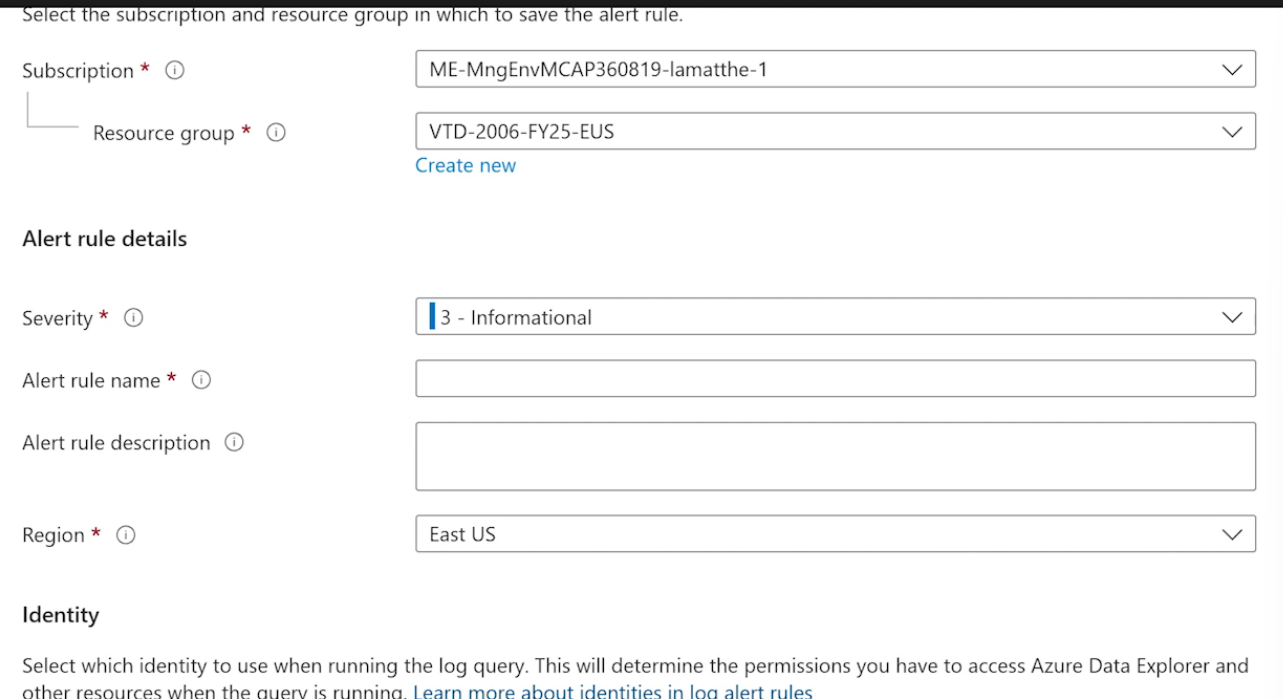 Select the subscription and resource group in which to save the alert rule.
Subscription *
ME-MngEnvMCAP360819-lamatthe-1
Resource group *
VTD-2006-FY25-EUS
Create new
Alert rule details
Severity *
3 - Informational
Alert rule name *
Alert rule description
Region *
East US
Identity
Select which identity to use when running the log query. This will determine the permissions you have to access Azure Data Explorer and
other resources when the query is running. Learn more about identities in log alert rules